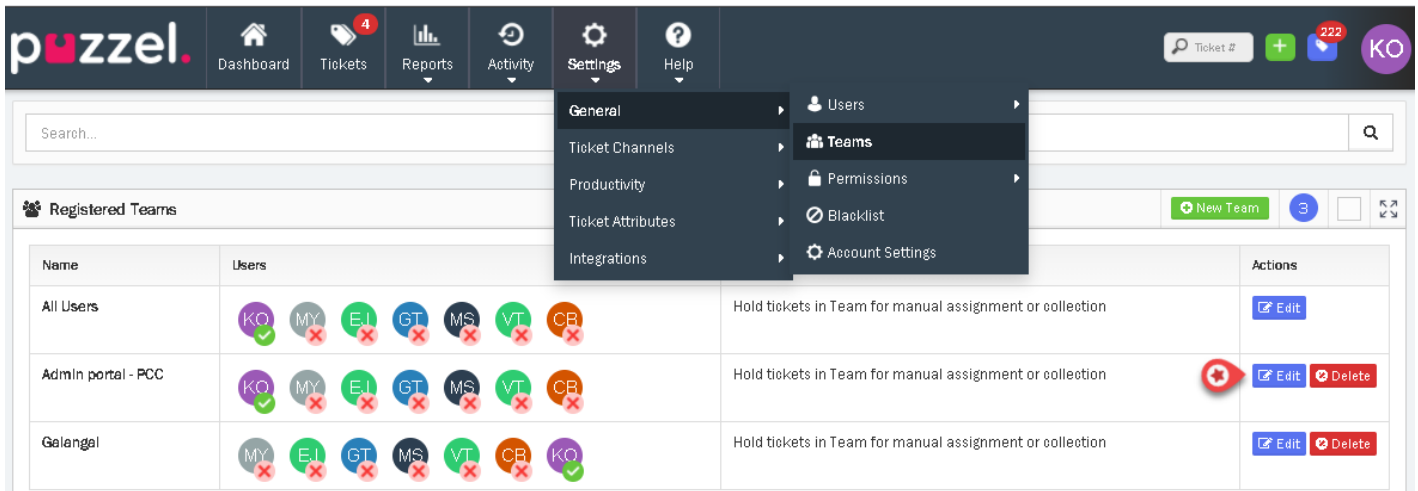 puzzel.
Dashboard
4
Tickets
Reports
Activity
Settings
Help
Ticket #
222
KO
General
Ticket Channels
Productivity
Ticket Attributes
Integrations
Users
Teams
Permissions
Blacklist
Account Settings
Search...
Registered Teams
New Team
3
Name
Users
Actions
All Users
KO MY EJ GT MS VT CB
Hold tickets in Team for manual assignment or collection
Edit
Admin portal - PCC
KO MY EJ GT MS VT CB
Hold tickets in Team for manual assignment or collection
Edit Delete
Galangal
MY EJ GT MS VT CB KO
Hold tickets in Team for manual assignment or collection
Edit Delete